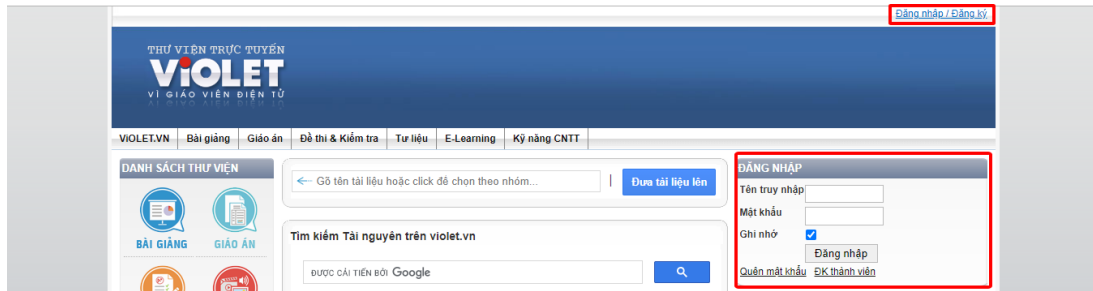 Đăng nhập / Đăng ký
THƯ VIỆN TRỰC TUYẾN
ViOLET
VÌ GIÁO VIÊN ĐIỆN TỬ
ViOLET.VN Bài giảng Giáo án Đề thi & Kiểm tra Tư liệu E-Learning Kỹ năng CNTT
DANH SÁCH THƯ VIỆN
BÀI GIẢNG GIÁO ÁN
Gõ tên tài liệu hoặc click để chọn theo nhóm...
Đưa tài liệu lên
Tìm kiếm Tài nguyên trên violet.vn
ĐƯỢC CẢI TIẾN BỞI Google
ĐĂNG NHẬP
Tên truy nhập
Mật khẩu
Ghi nhớ
Đăng nhập
Quên mật khẩu ĐK thành viên